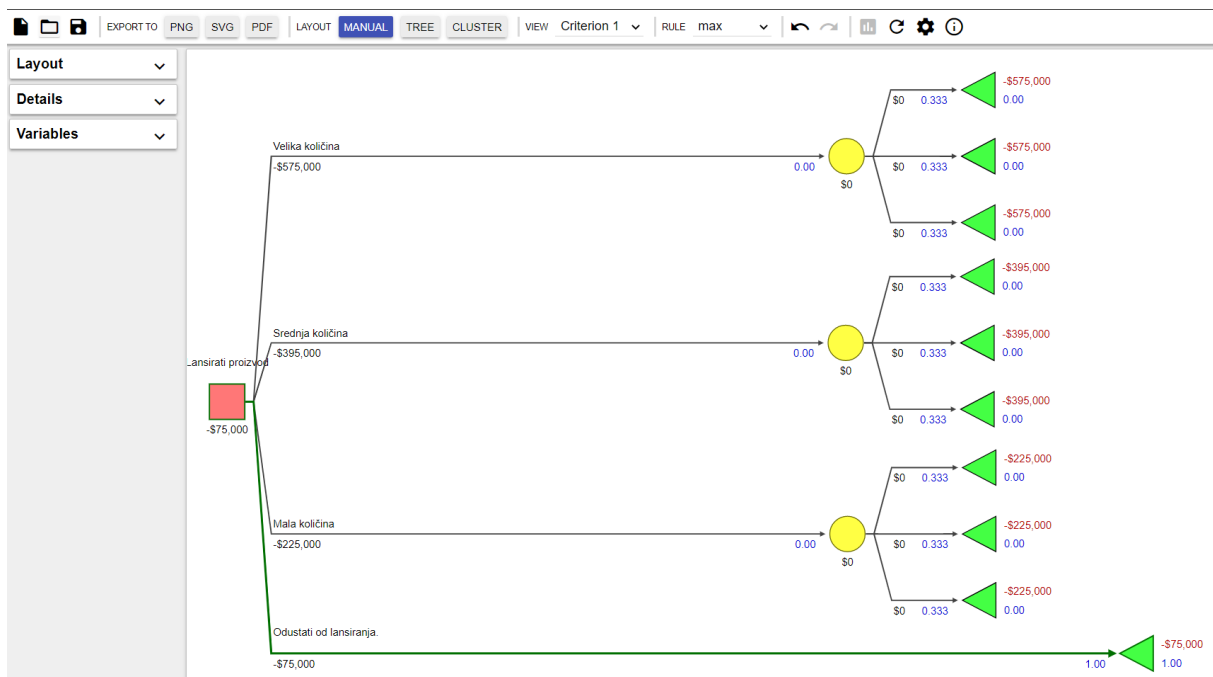 EXPORT TO PNG SVG PDF LAYOUT MANUAL TREE CLUSTER VIEW Criterion 1 RULE max
Layout
Details
Variables
-$575,000
$0 0.333 0.00
Velika količina
-$575,000
-$575,000 0.00 $0 0.333 0.00
$0
-$575,000
$0 0.333 0.00
-$395,000
$0 0.333 0.00
Srednja količina
-$395,000
-$395,000 0.00 $0 0.333 0.00
Lansirati proizvod
$0
-$395,000
$0 0.333 0.00
-$75,000
-$225,000
$0 0.333 0.00
Mala količina
-$225,000
-$225,000 0.00 $0 0.333 0.00
$0
-$225,000
$0 0.333 0.00
Odustati od lansiranja.
-$75,000
-$75,000 1.00 1.00